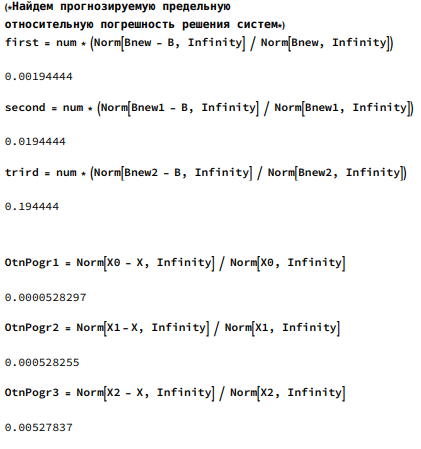 (*Найдем прогнозируемую предельную
относительную погрешность решения систем*)
first = num * (Norm[Bnew - B, Infinity] / Norm[Bnew, Infinity])
0.00194444
second = num * (Norm[Bnew1 - B, Infinity] / Norm[Bnew1, Infinity])
0.0194444
trird = num * (Norm[Bnew2 - B, Infinity] / Norm[Bnew2, Infinity])
0.194444
OtnPogr1 = Norm[X0 - X, Infinity] / Norm[X0, Infinity]
0.0000528297
OtnPogr2 = Norm[X1 - X, Infinity] / Norm[X1, Infinity]
0.000528255
OtnPogr3 = Norm[X2 - X, Infinity] / Norm[X2, Infinity]
0.00527837